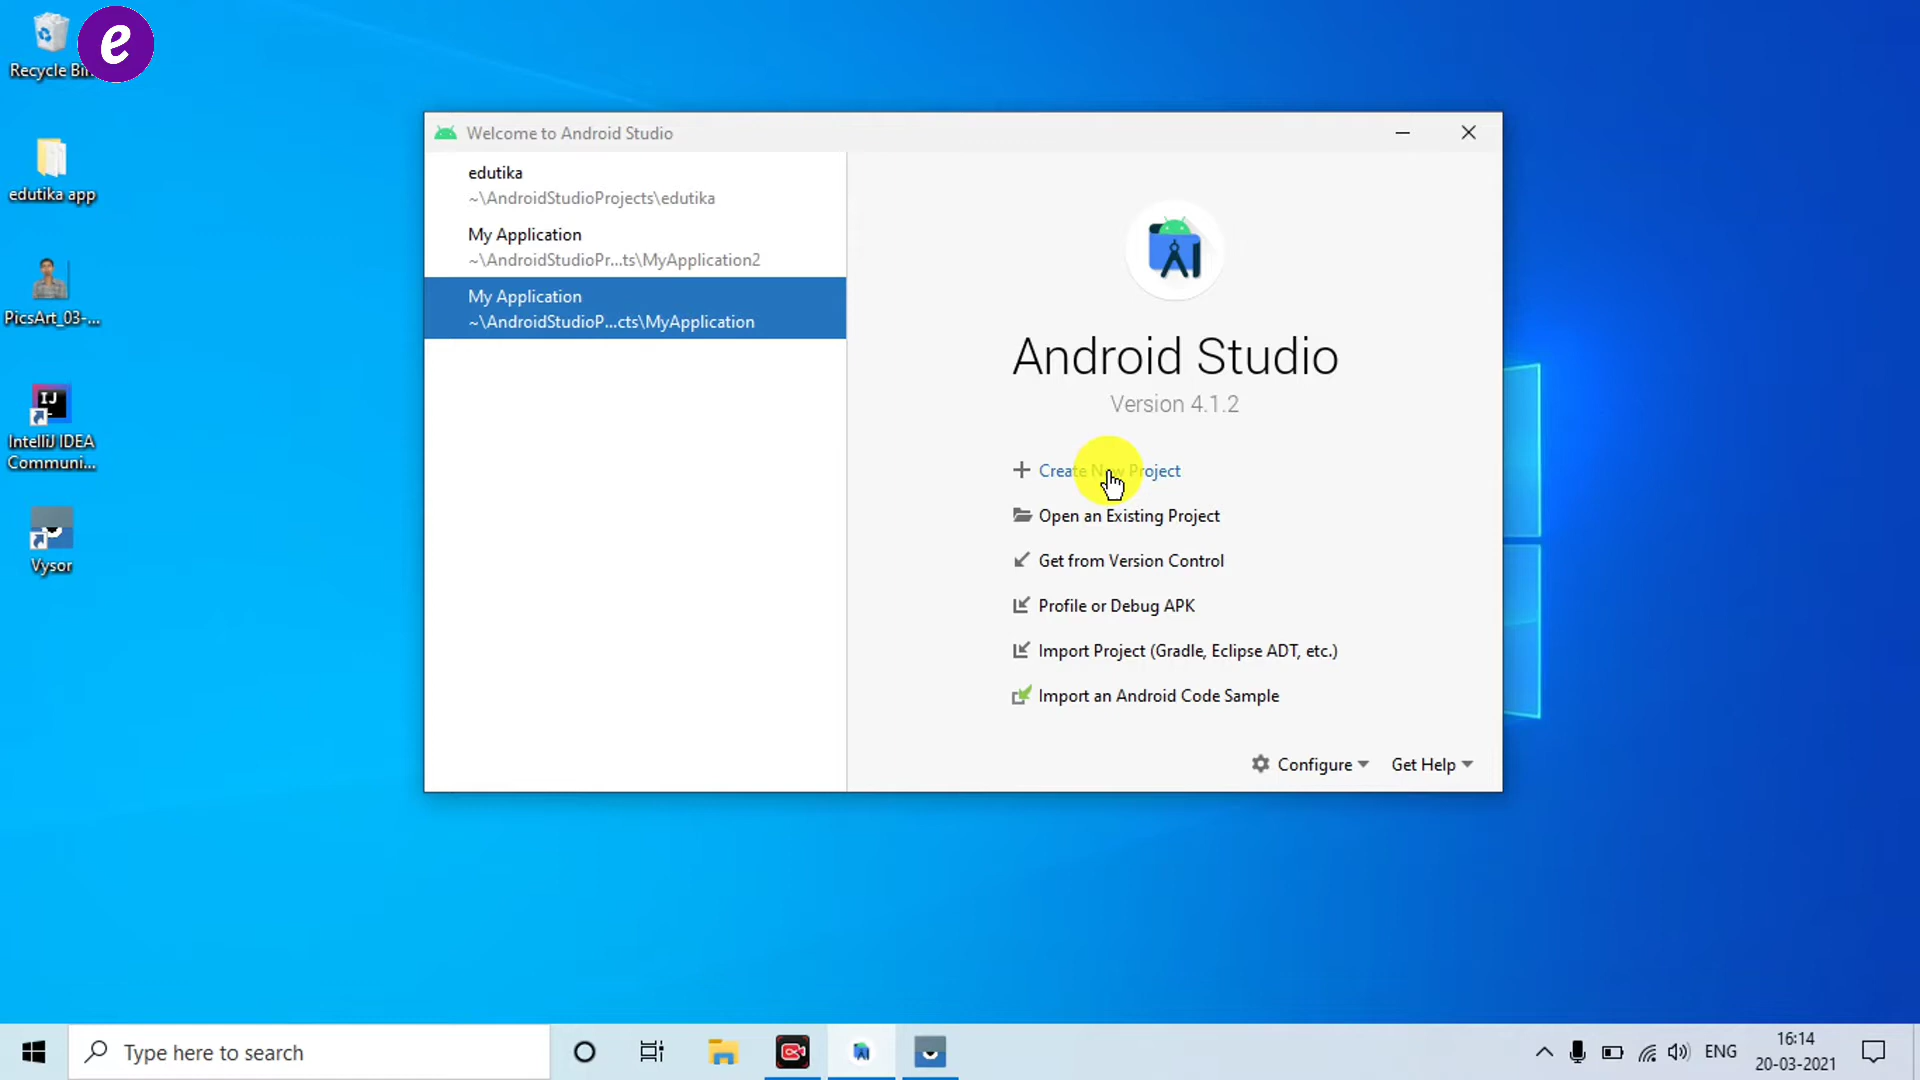 Recycle Bin
e
edutika app
PicsArt_03-...
IJ
IntelliJ IDEA
Communi...
Vysor
Welcome to Android Studio
edutika
~\AndroidStudioProjects\edutika
My Application
~\AndroidStudioPr...ts\MyApplication2
My Application
~\AndroidStudioP...cts\MyApplication
Android Studio
Version 4.1.2
Create New Project
Open an Existing Project
Get from Version Control
Profile or Debug APK
Import Project (Gradle, Eclipse ADT, etc.)
Import an Android Code Sample
Configure
Get Help
Type here to search
ENG
16:14
20-03-2021